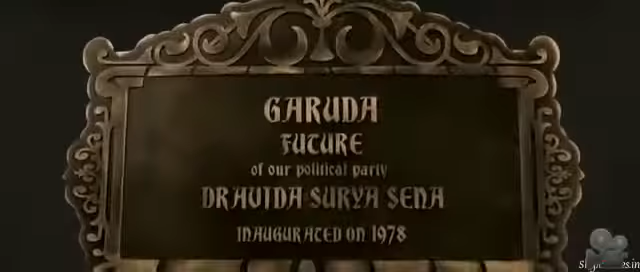 GARUDA
FUTURE
of our political party
DRAVIDA SURYA SENA
INAUGURATED ON 1978